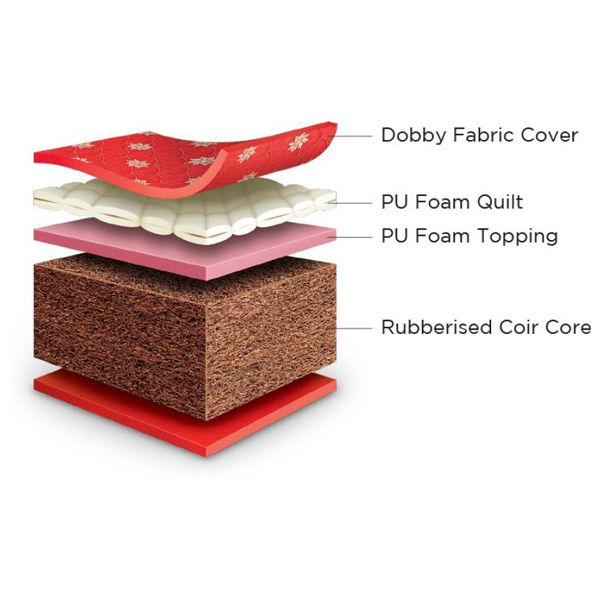 Dobby Fabric Cover
PU Foam Quilt
PU Foam Topping
Rubberised Coir Core